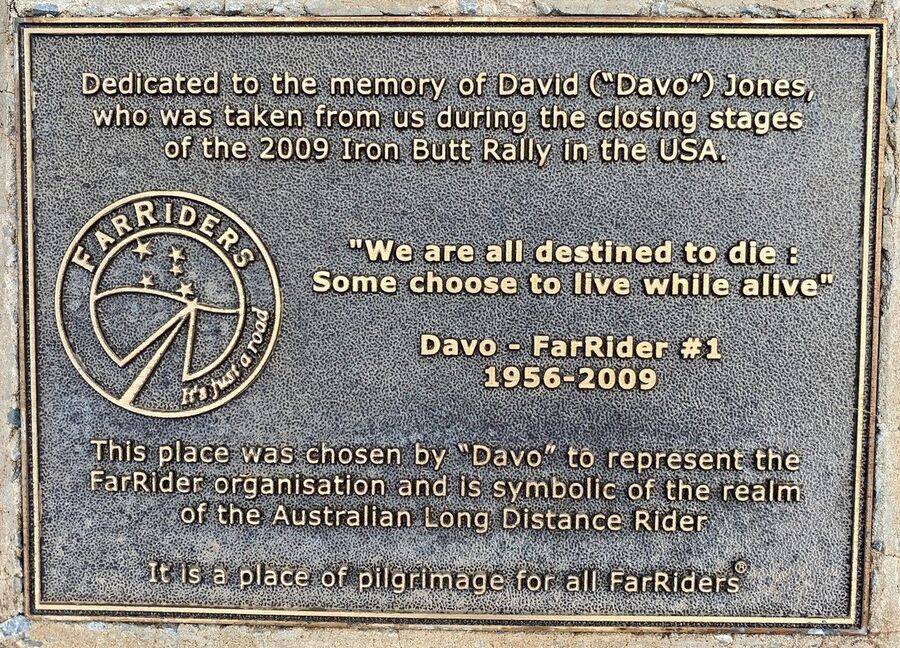 Dedicated to the memory of David (“Davo”) Jones,
who was taken from us during the closing stages
of the 2009 Iron Butt Rally in the USA.
FARRIDERS
It's just a road
"We are all destined to die :
Some choose to live while alive"
Davo - FarRider #1
1956-2009
This place was chosen by “Davo” to represent the
FarRider organisation and is symbolic of the realm
of the Australian Long Distance Rider
It is a place of pilgrimage for all FarRiders®